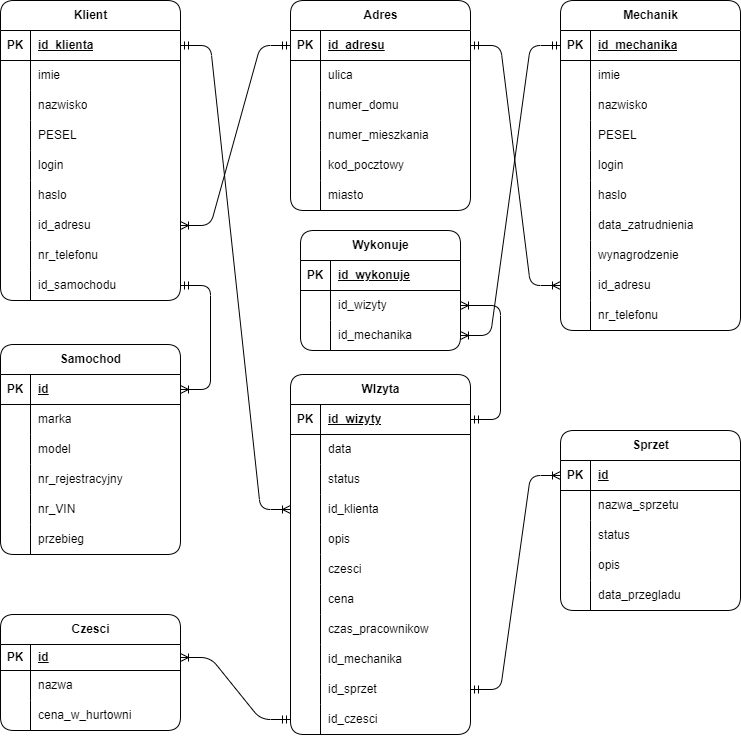 Klient
PK id_klienta
imie
nazwisko
PESEL
login
haslo
id_adresu
nr_telefonu
id_samochodu
Adres
PK id_adresu
ulica
numer_domu
numer_mieszkania
kod_pocztowy
miasto
Mechanik
PK id_mechanika
imie
nazwisko
PESEL
login
haslo
data_zatrudnienia
wynagrodzenie
id_adresu
nr_telefonu
Wykonuje
PK id_wykonuje
id_wizyty
id_mechanika
Samochod
PK id
marka
model
nr_rejestracyjny
nr_VIN
przebieg
WIzyta
PK id_wizyty
data
status
id_klienta
opis
czesci
cena
czas_pracownikow
id_mechanika
id_sprzet
id_czesci
Sprzet
PK id
nazwa_sprzetu
status
opis
data_przegladu
Czesci
PK id
nazwa
cena_w_hurtowni